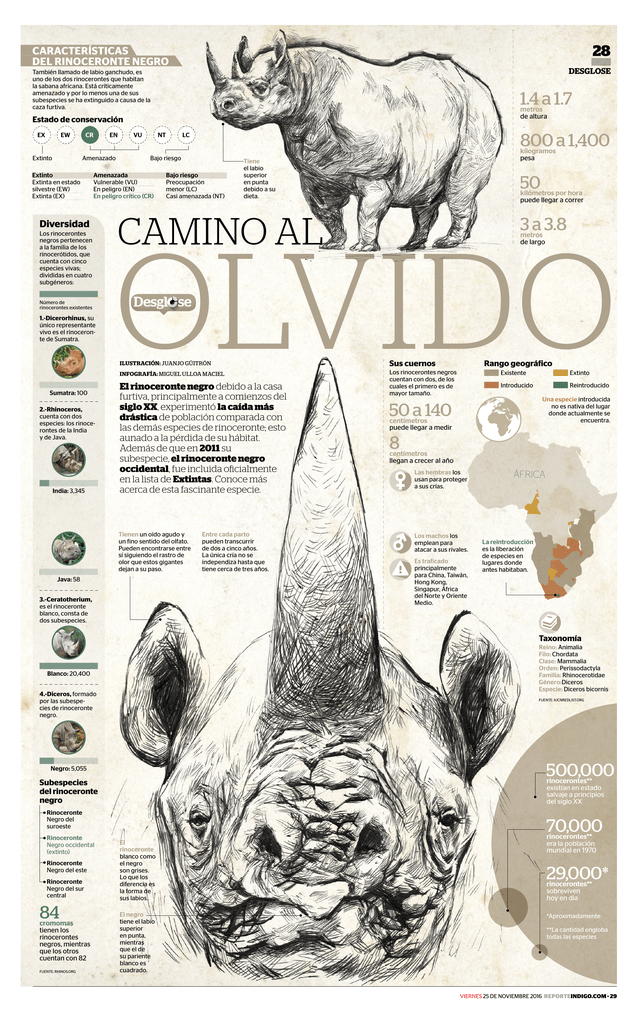 CARACTERÍSTICAS
DEL RINOCERONTE NEGRO
También llamado de labio ganchudo, es
uno de los dos rinocerontes que habitan
la sabana africana. Está críticamente
amenazado y por lo menos una de sus
subespecies se ha extinguido a causa de la
caza furtiva.
Estado de conservación
EX EW CR EN VU NT LC
Extinto Amenazado Bajo riesgo
Extinto
Extinta en estado
silvestre (EW)
Extinta (EX)
Amenazada
Vulnerable (VU)
En pegro (EN)
En peligro crítico (CR)
Bajo riesgo
Preocupación
menor (LC)
Casi amenazada (NT)
Tiene
el labio
superior
en punta
debido a su
dieta.
28
DESGLOSE
1.4 a 1.7
metros
de altura
800 a 1,400
kilogramos
pesa
50
kilómetros por hora
puede llegar a correr
3 a 3.8
metros
de largo
CAMINO AL
OLVIDO
Desglose
Diversidad
Los rinocerontes
negros pertenecen
a la familia de los
rinocerótidos, que
cuenta con cinco
especies vivas;
divididas en cuatro
subgéneros:
Número de
rinocerontes existentes
1.-Dicerorhinus, su
único representante
vivo es el rinoceron-
te de Sumatra.
Sumatra: 100
2.-Rhinoceros,
cuenta con dos
especies: los rinoce-
rontes de la India
y de Java.
India: 3,345
Java: 58
3.-Ceratotherium,
es el rinoceronte
blanco, consta de
dos subespecies.
Blanco: 20,400
4.-Diceros, formado
por las subespe-
cies de rinoceronte
negro.
Negro: 5,055
Subespecies
del rinoceronte
negro
Rinoceronte
Negro del
suroeste
Rinoceronte
Negro occidental
(extinto)
Rinoceronte
Negro del este
Rinoceronte
Negro del sur
central
84
cromomas
tienen los
rinocerontes
negros, mientras
que los otros
cuentan con 82
FUENTE: RHINOS.ORG
ILUSTRACIÓN: JUANJO GÜITRÓN
INFOGRAFÍA: MIGUEL ULLOA MACIEL
El rinoceronte negro debido a la caza
furtiva, principalmente a comienzos del
siglo XX, experimentó la caída más
drástica de población comparada con
las demás especies de rinoceronte; esto
aunado a la pérdida de su hábitat.
Además de que en 2011 su
subespecie, el rinoceronte negro
occidental, fue incluida oficialmente
en la lista de Extintas. Conoce más
acerca de esta fascinante especie.
Tienen un oído agudo y
un fino sentido del olfato.
Pueden encontrarse entre
sí siguiendo el rastro de
olor que estos gigantes
dejan a su paso.
Entre cada parto
pueden transcurrir
de dos a cinco años.
La única cría no se
independiza hasta que
tiene cerca de tres años.
Sus cuernos
Los rinocerontes negros
cuentan con dos, de los
cuales el primero es de
mayor tamaño.
50 a 140
centímetros
puede llegar a medir
8
centímetros
llegan a crecer al año
Las hembras los
usan para proteger
a sus crías.
Los machos los
emplean para
atacar a sus rivales.
Es traficado
principalmente
para China, Taiwán,
Hong Kong,
Singapur, África
del Norte y Oriente
Medio.
Rango geográfico
Existente Extinto
Introducido Reintroducido
Una especie introducida
no es nativa del lugar
donde actualmente se
encuentra.
ÁFRICA
La reintroducción
es la liberación
de especies en
lugares donde
antes habitaban.
Taxonomía
Reino: Animalia
Filo: Chordata
Clase: Mammalia
Orden: Perissodactyla
Familia: Rhinocerotidae
Género: Diceros
Especie: Diceros bicornis
FUENTE: IUCNREDLIST.ORG
500,000
rinocerontes**
existían en estado
salvaje a principios
del siglo XX
70,000
rinocerontes**
era la población
mundial en 1970
29,000*
rinocerontes**
sobreviven
hoy en día
*Aproximadamente
**La cantidad engloba
todas las especies
El
rinoceronte
blanco como
el negro
son grises.
Lo que los
diferencia es
la forma de
sus labios.
El negro
tiene el labio
superior
en punta,
mientras
que el de
su pariente
blanco es
cuadrado.
VIERNES 25 DE NOVIEMBRE 2016 REPORTEINDIGO.COM • 29